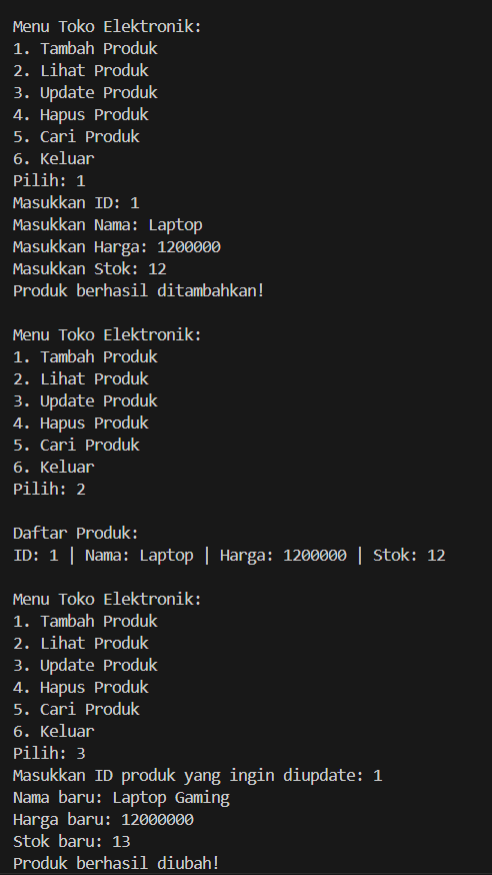 Menu Toko Elektronik:
1. Tambah Produk
2. Lihat Produk
3. Update Produk
4. Hapus Produk
5. Cari Produk
6. Keluar
Pilih: 1
Masukkan ID: 1
Masukkan Nama: Laptop
Masukkan Harga: 1200000
Masukkan Stok: 12
Produk berhasil ditambahkan!

Menu Toko Elektronik:
1. Tambah Produk
2. Lihat Produk
3. Update Produk
4. Hapus Produk
5. Cari Produk
6. Keluar
Pilih: 2

Daftar Produk:
ID: 1 | Nama: Laptop | Harga: 1200000 | Stok: 12

Menu Toko Elektronik:
1. Tambah Produk
2. Lihat Produk
3. Update Produk
4. Hapus Produk
5. Cari Produk
6. Keluar
Pilih: 3
Masukkan ID produk yang ingin diupdate: 1
Nama baru: Laptop Gaming
Harga baru: 12000000
Stok baru: 13
Produk berhasil diubah!